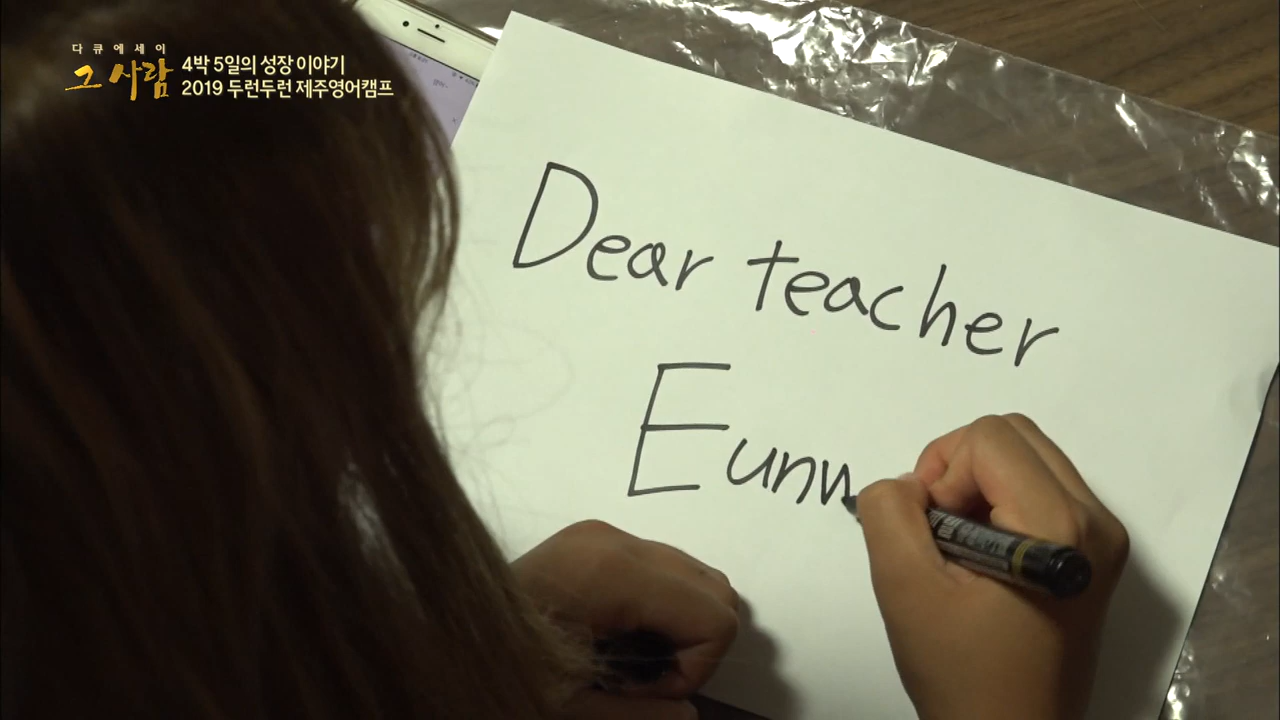 다큐에세이
그 사람
4박 5일의 성장 이야기
2019 두런두런 제주영어캠프
Dear teacher
Eunw